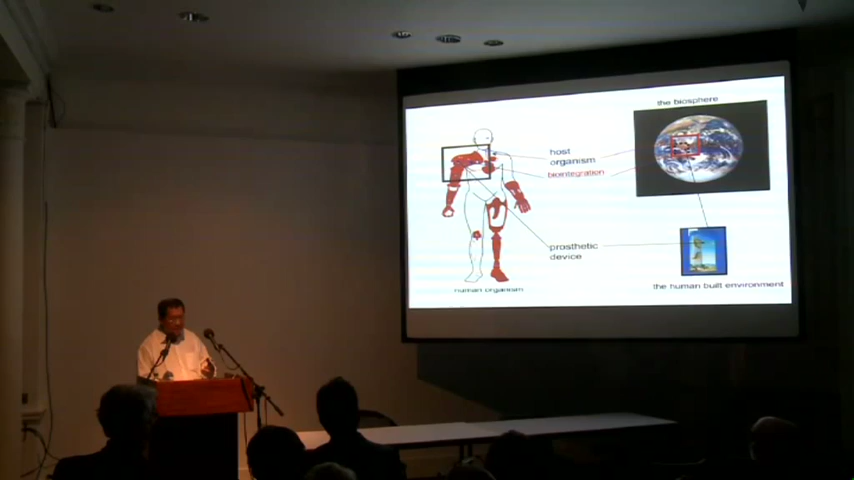 the biosphere
host
organism
biointegration
prosthetic
device
human organism
the human built environment